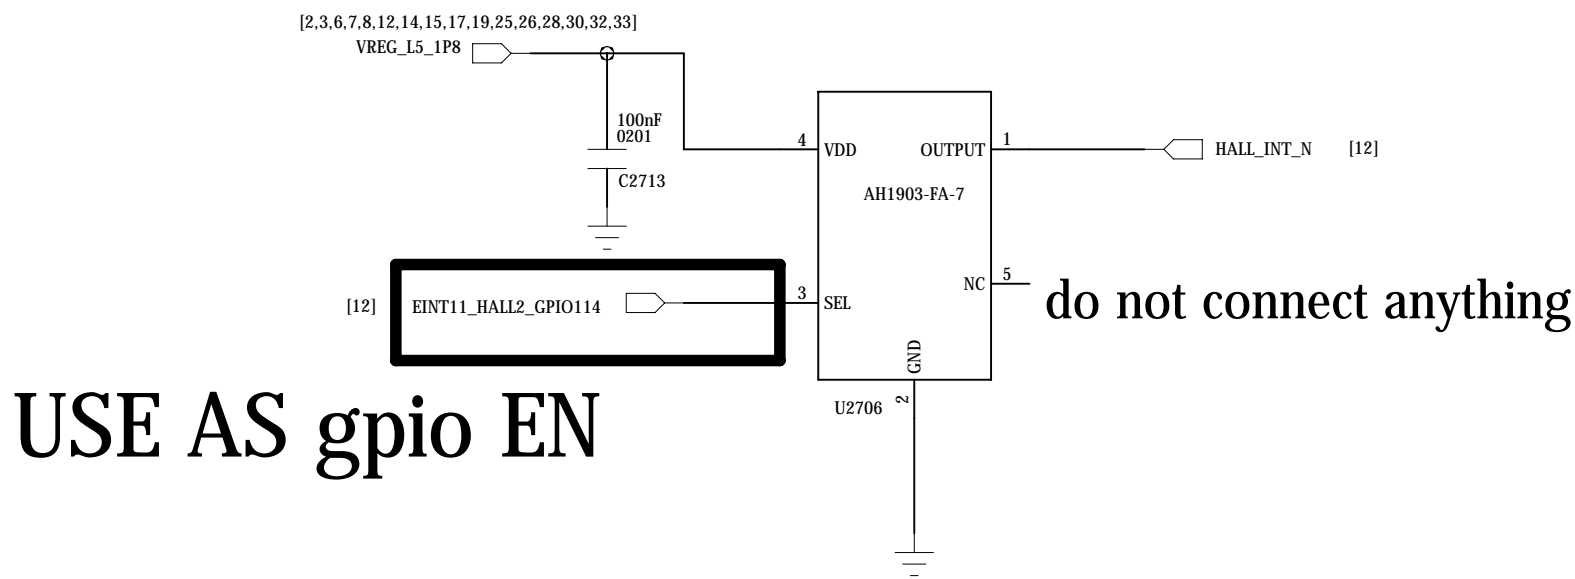 [2,3,6,7,8,12,14,15,17,19,25,26,28,30,32,33]
VREG_L5_1P8
100nF
0201
C2713
4
VDD
OUTPUT
1
HALL_INT_N
[12]
AH1903-FA-7
[12]
EINT11_HALL2_GPIO114
3
SEL
NC
5
do not connect anything
GND
2
U2706
USE AS gpio EN